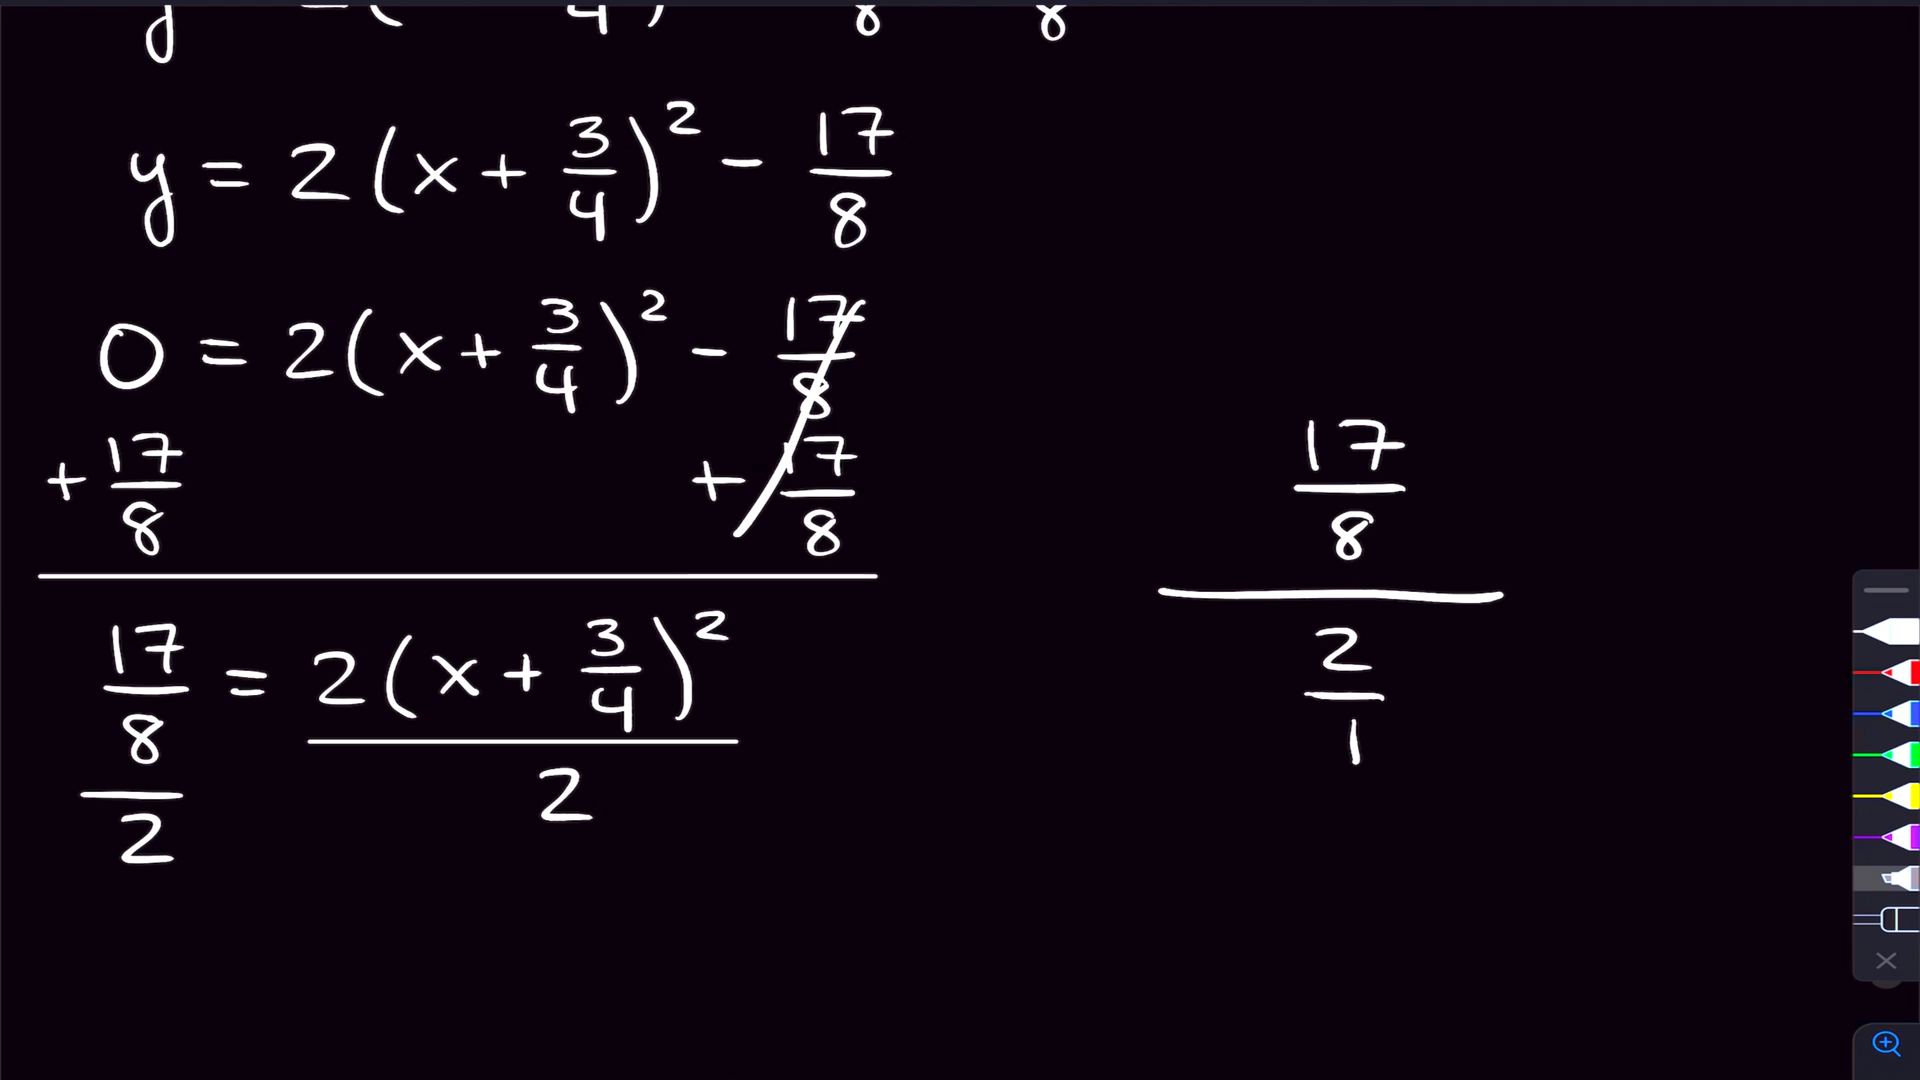 y = 2(x + 3/4)² - 17/8
0 = 2(x + 3/4)² - 17/8
+ 17/8 + 17/8
17/8 = 2(x + 3/4)²
2 2
17/8
2/1